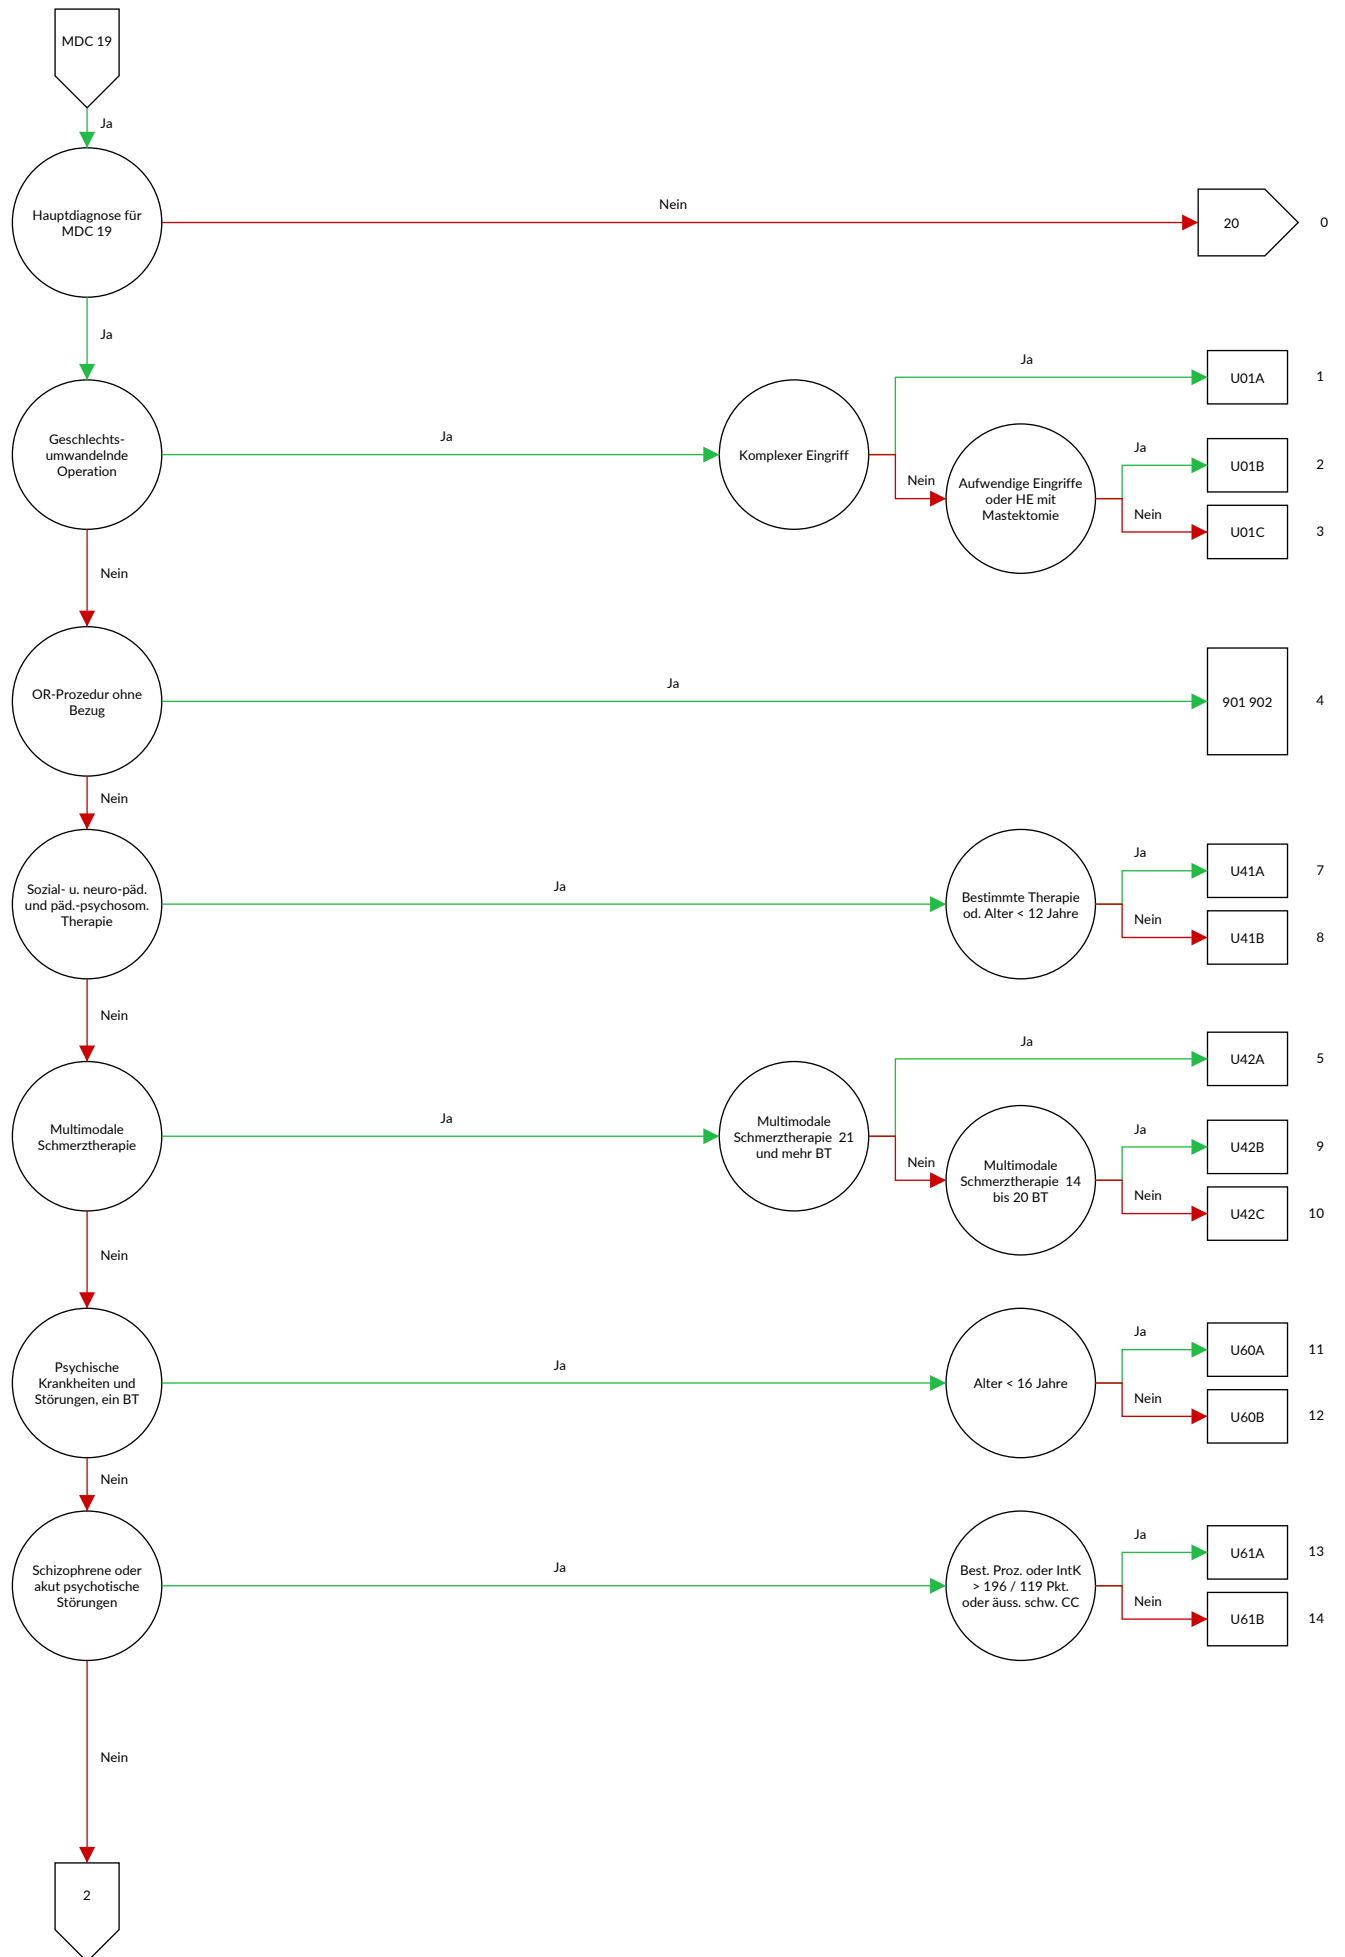 MDC 19
Ja
Hauptdiagnose für
MDC 19
Nein
20
0
Ja
Geschlechts-
umwandelnde
Operation
Ja
Komplexer Eingriff
Ja
U01A
1
Nein
Aufwendige Eingriffe
oder HE mit
Mastektomie
Ja
U01B
2
Nein
U01C
3
Nein
OR-Prozedur ohne
Bezug
Ja
901 902
4
Nein
Sozial- u. neuro-päd.
und päd.-psychosom.
Therapie
Ja
Bestimmte Therapie
od. Alter < 12 Jahre
Ja
U41A
7
Nein
U41B
8
Nein
Multimodale
Schmerztherapie
Ja
Multimodale
Schmerztherapie 21
und mehr BT
Ja
U42A
5
Nein
Multimodale
Schmerztherapie 14
bis 20 BT
Ja
U42B
9
Nein
U42C
10
Nein
Psychische
Krankheiten und
Störungen, ein BT
Ja
Alter < 16 Jahre
Ja
U60A
11
Nein
U60B
12
Nein
Schizophrene oder
akut psychotische
Störungen
Ja
Best. Proz. oder IntK
> 196 / 119 Pkt.
oder äuss. schw. CC
Ja
U61A
13
Nein
U61B
14
Nein
2